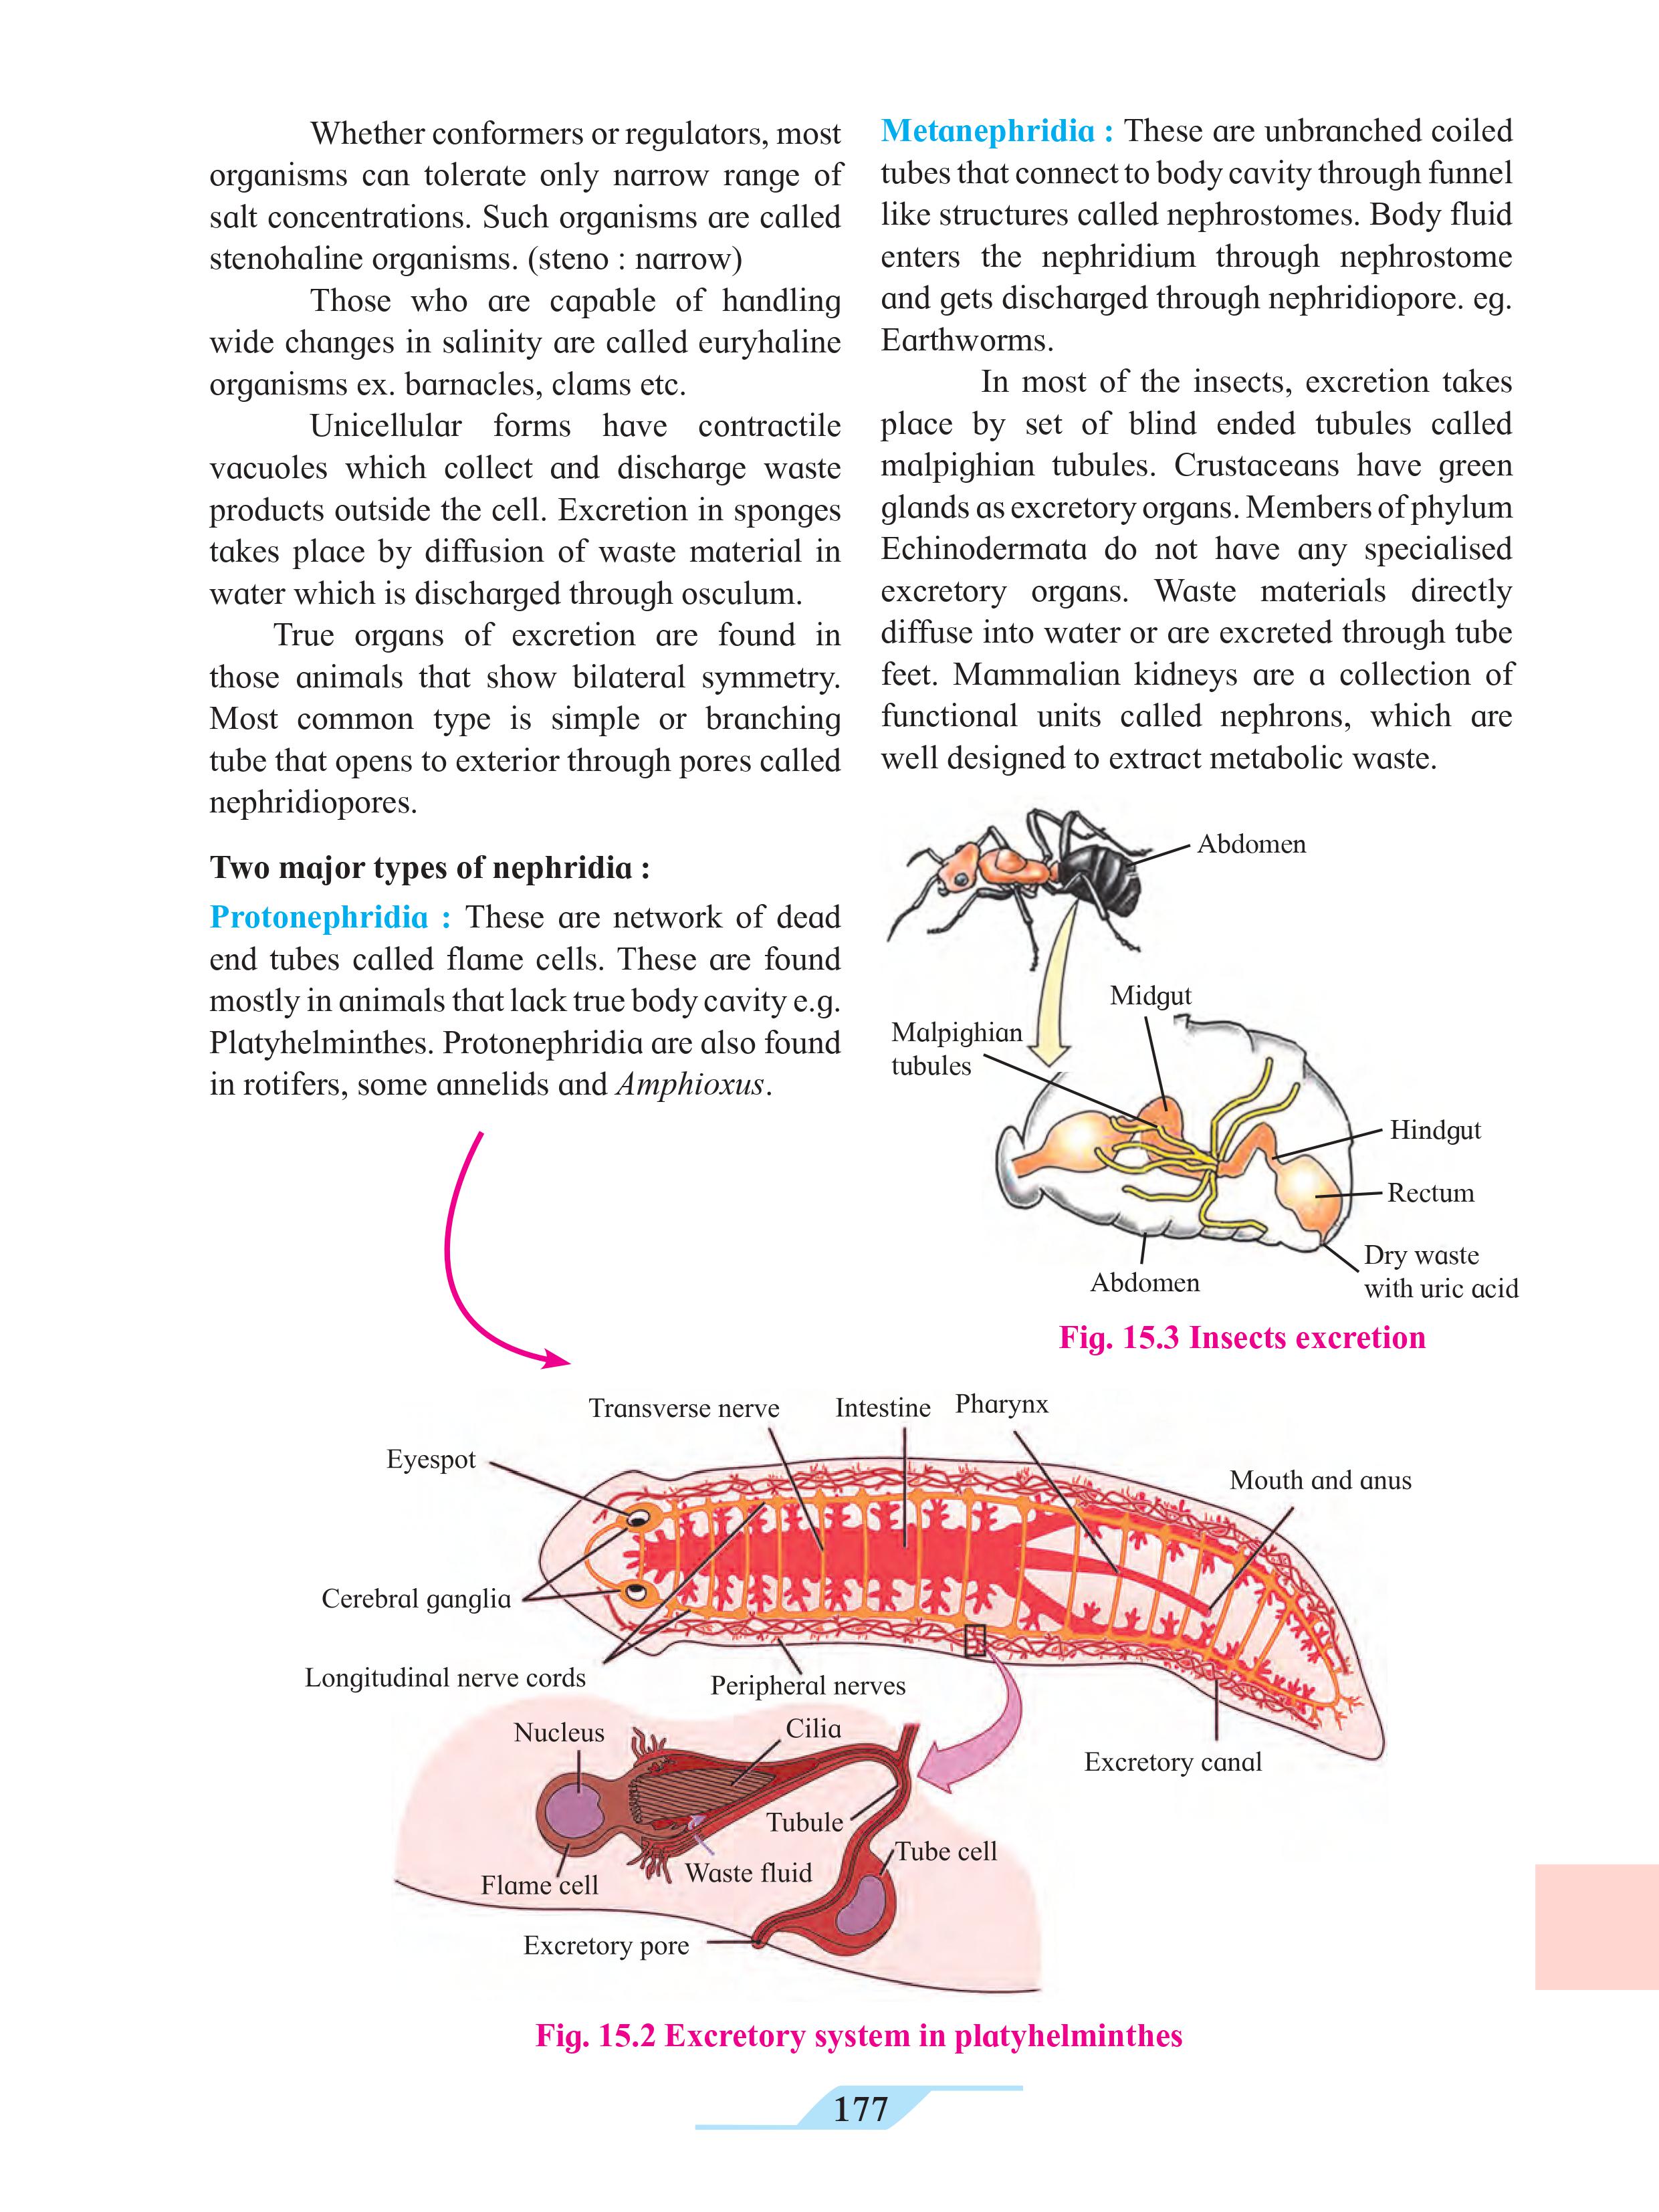 Whether conformers or regulators, most
organisms can tolerate only narrow range of
salt concentrations. Such organisms are called
stenohaline organisms. (steno : narrow)
Those who are capable of handling
wide changes in salinity are called euryhaline
organisms ex. barnacles, clams etc.
Unicellular forms have contractile
vacuoles which collect and discharge waste
products outside the cell. Excretion in sponges
takes place by diffusion of waste material in
water which is discharged through osculum.
True organs of excretion are found in
those animals that show bilateral symmetry.
Most common type is simple or branching
tube that opens to exterior through pores called
nephridiopores.
Two major types of nephridia :
Protonephridia : These are network of dead
end tubes called flame cells. These are found
mostly in animals that lack true body cavity e.g.
Platyhelminthes. Protonephridia are also found
in rotifers, some annelids and Amphioxus.
Metanephridia : These are unbranched coiled
tubes that connect to body cavity through funnel
like structures called nephrostomes. Body fluid
enters the nephridium through nephrostome
and gets discharged through nephridiopore. eg.
Earthworms.
In most of the insects, excretion takes
place by set of blind ended tubules called
malpighian tubules. Crustaceans have green
glands as excretory organs. Members of phylum
Echinodermata do not have any specialised
excretory organs. Waste materials directly
diffuse into water or are excreted through tube
feet. Mammalian kidneys are a collection of
functional units called nephrons, which are
well designed to extract metabolic waste.
Abdomen
Midgut
Malpighian
tubules
Hindgut
Rectum
Dry waste
with uric acid
Abdomen
Fig. 15.3 Insects excretion
Transverse nerve
Intestine
Pharynx
Eyespot
Mouth and anus
Cerebral ganglia
Longitudinal nerve cords
Peripheral nerves
Nucleus
Cilia
Excretory canal
Tubule
Tube cell
Waste fluid
Flame cell
Excretory pore
Fig. 15.2 Excretory system in platyhelminthes
177